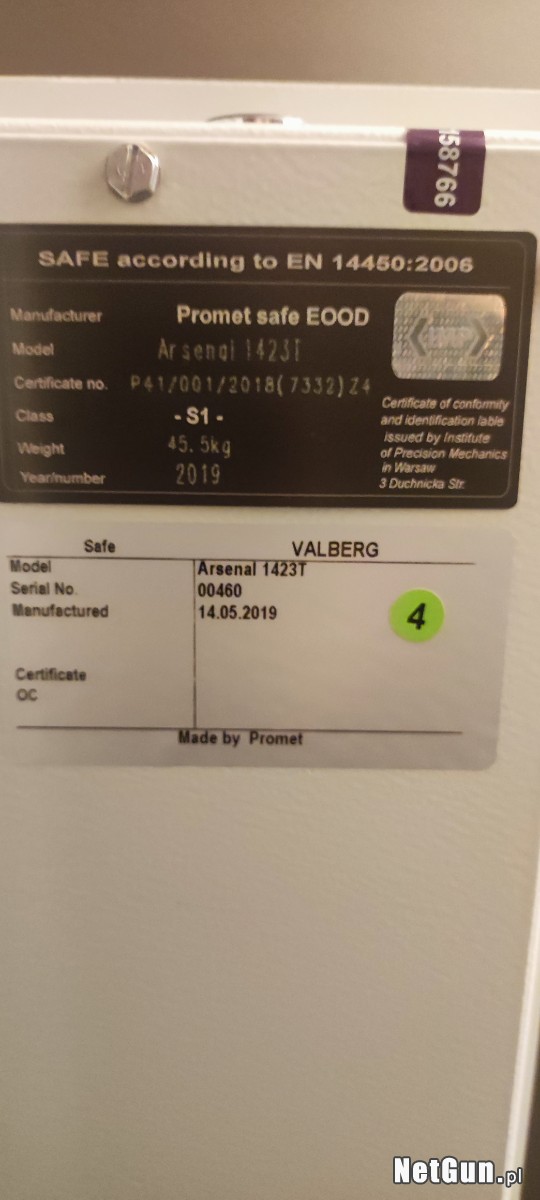 58766
SAFE according to EN 14450:2006
Manufacturer Promet safe EOOD
Model Arsenal 1423T
Certificate no. P41/001/2018(7332)Z4
Class - S1 -
Weight 45.5kg
Year/number 2019
IMP
Certificate of conformity
and identification lable
issued by Institute
of Precision Mechanics
in Warsaw
3 Duchnicka Str.
Safe VALBERG
Model Arsenal 1423T
Serial No. 00460
Manufactured 14.05.2019
4
Certificate
OC
Made by Promet
NetGun.pl